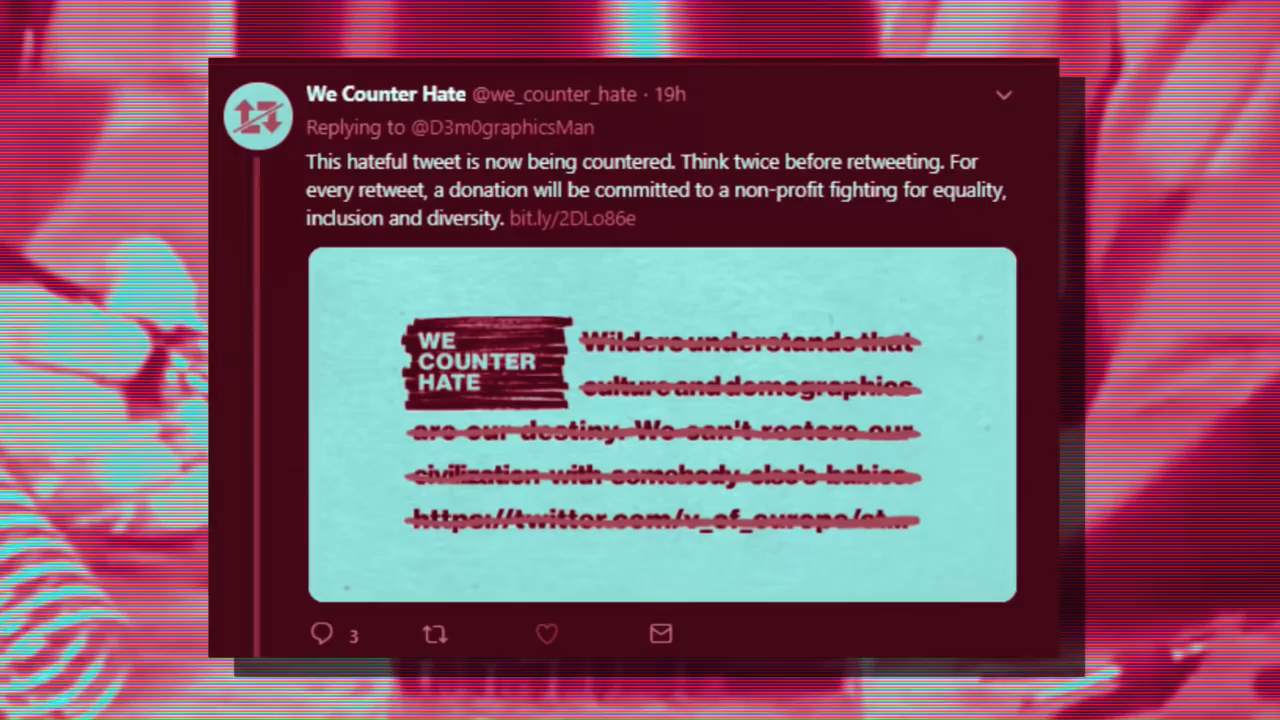 We Counter Hate @we_counter_hate · 19h
Replying to @D3m0graphicsMan
This hateful tweet is now being countered. Think twice before retweeting. For
every retweet, a donation will be committed to a non-profit fighting for equality,
inclusion and diversity. bit.ly/2DLo86e
WE
COUNTER
HATE
Wilders understands that
culture and demographics
are our destiny. We can't restore our
civilization with somebody else's babies
https://twitter.com/v_of_europe/st...
3